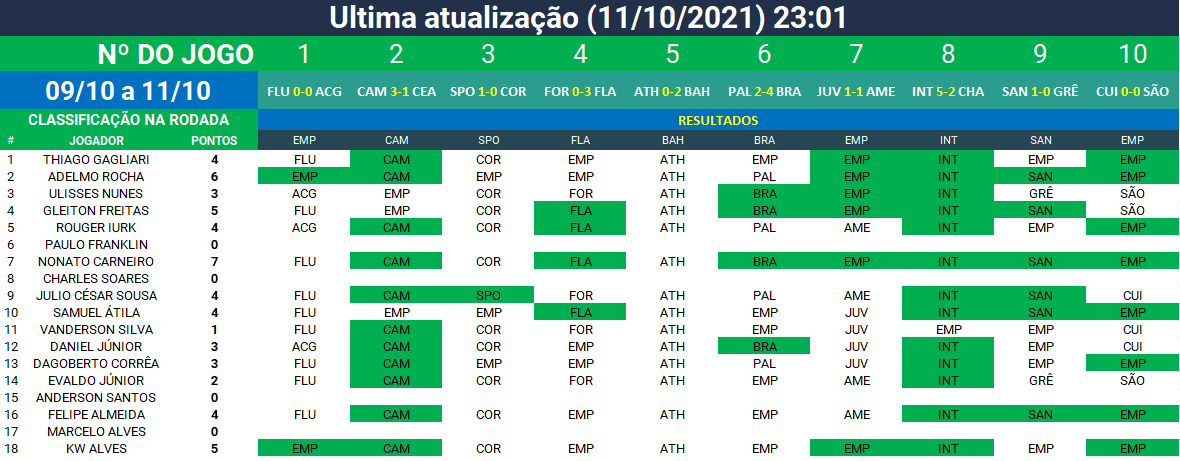 Ultima atualização (11/10/2021) 23:01
Nº DO JOGO 1 2 3 4 5 6 7 8 9 10
09/10 a 11/10 FLU 0-0 ACG CAM 3-1 CEA SPO 1-0 COR FOR 0-3 FLA ATH 0-2 BAH PAL 2-4 BRA JUV 1-1 AME INT 5-2 CHA SAN 1-0 GRÊ CUI 0-0 SÃO
CLASSIFICAÇÃO NA RODADA RESULTADOS
# JOGADOR PONTOS EMP CAM SPO FLA BAH BRA EMP INT SAN EMP
1 THIAGO GAGLIARI 4 FLU CAM COR EMP ATH EMP EMP INT EMP EMP
2 ADELMO ROCHA 6 EMP CAM EMP EMP ATH PAL EMP INT SAN EMP
3 ULISSES NUNES 3 ACG EMP COR FOR ATH BRA EMP INT GRÊ SÃO
4 GLEITON FREITAS 5 FLU EMP COR FLA ATH BRA EMP INT SAN SÃO
5 ROUGER IURK 4 ACG CAM COR FLA ATH PAL AME INT EMP EMP
6 PAULO FRANKLIN 0
7 NONATO CARNEIRO 7 FLU CAM COR FLA ATH BRA EMP INT SAN EMP
8 CHARLES SOARES 0
9 JULIO CÉSAR SOUSA 4 FLU CAM SPO FOR ATH PAL AME INT SAN CUI
10 SAMUEL ÁTILA 4 FLU EMP EMP FLA ATH EMP JUV INT SAN EMP
11 VANDERSON SILVA 1 FLU CAM COR FOR ATH EMP JUV EMP EMP CUI
12 DANIEL JÚNIOR 3 ACG CAM COR EMP ATH BRA JUV INT EMP CUI
13 DAGOBERTO CORRÊA 3 FLU CAM EMP EMP ATH PAL JUV INT EMP EMP
14 EVALDO JÚNIOR 2 FLU CAM COR FOR ATH EMP AME INT GRÊ SÃO
15 ANDERSON SANTOS 0
16 FELIPE ALMEIDA 4 FLU CAM COR EMP ATH EMP AME INT SAN EMP
17 MARCELO ALVES 0
18 KW ALVES 5 EMP CAM COR EMP ATH EMP EMP INT EMP EMP